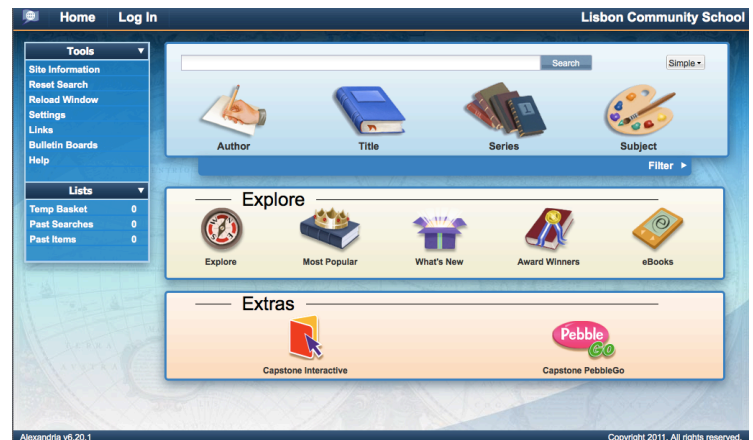 Home Log In Lisbon Community School
Tools
Site Information
Reset Search
Reload Window
Settings
Links
Bulletin Boards
Help
Lists
Temp Basket 0
Past Searches 0
Past Items 0
Search Simple
Author Title Series Subject
Filter
Explore
Explore Most Popular What's New Award Winners eBooks
Extras
Pebble
Go
Capstone Interactive Capstone PebbleGo
Alexandria v6.20.1 Copyright 2011. All rights reserved.